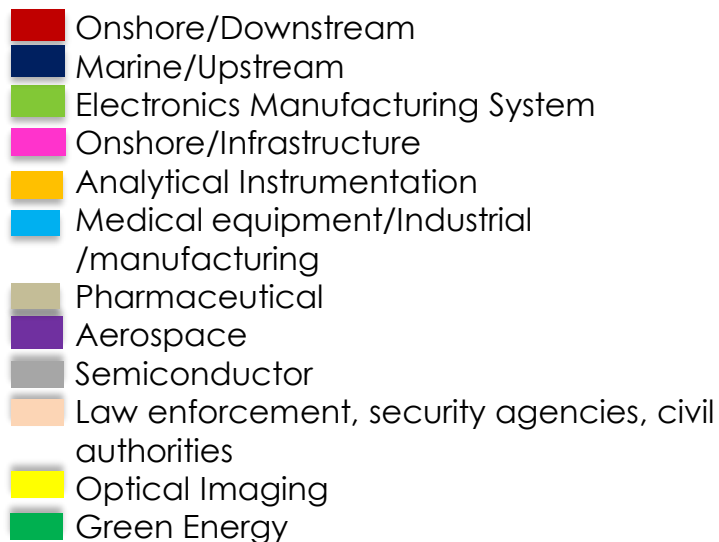 Onshore/Downstream
Marine/Upstream
Electronics Manufacturing System
Onshore/Infrastructure
Analytical Instrumentation
Medical equipment/Industrial
/manufacturing
Pharmaceutical
Aerospace
Semiconductor
Law enforcement, security agencies, civil
authorities
Optical Imaging
Green Energy